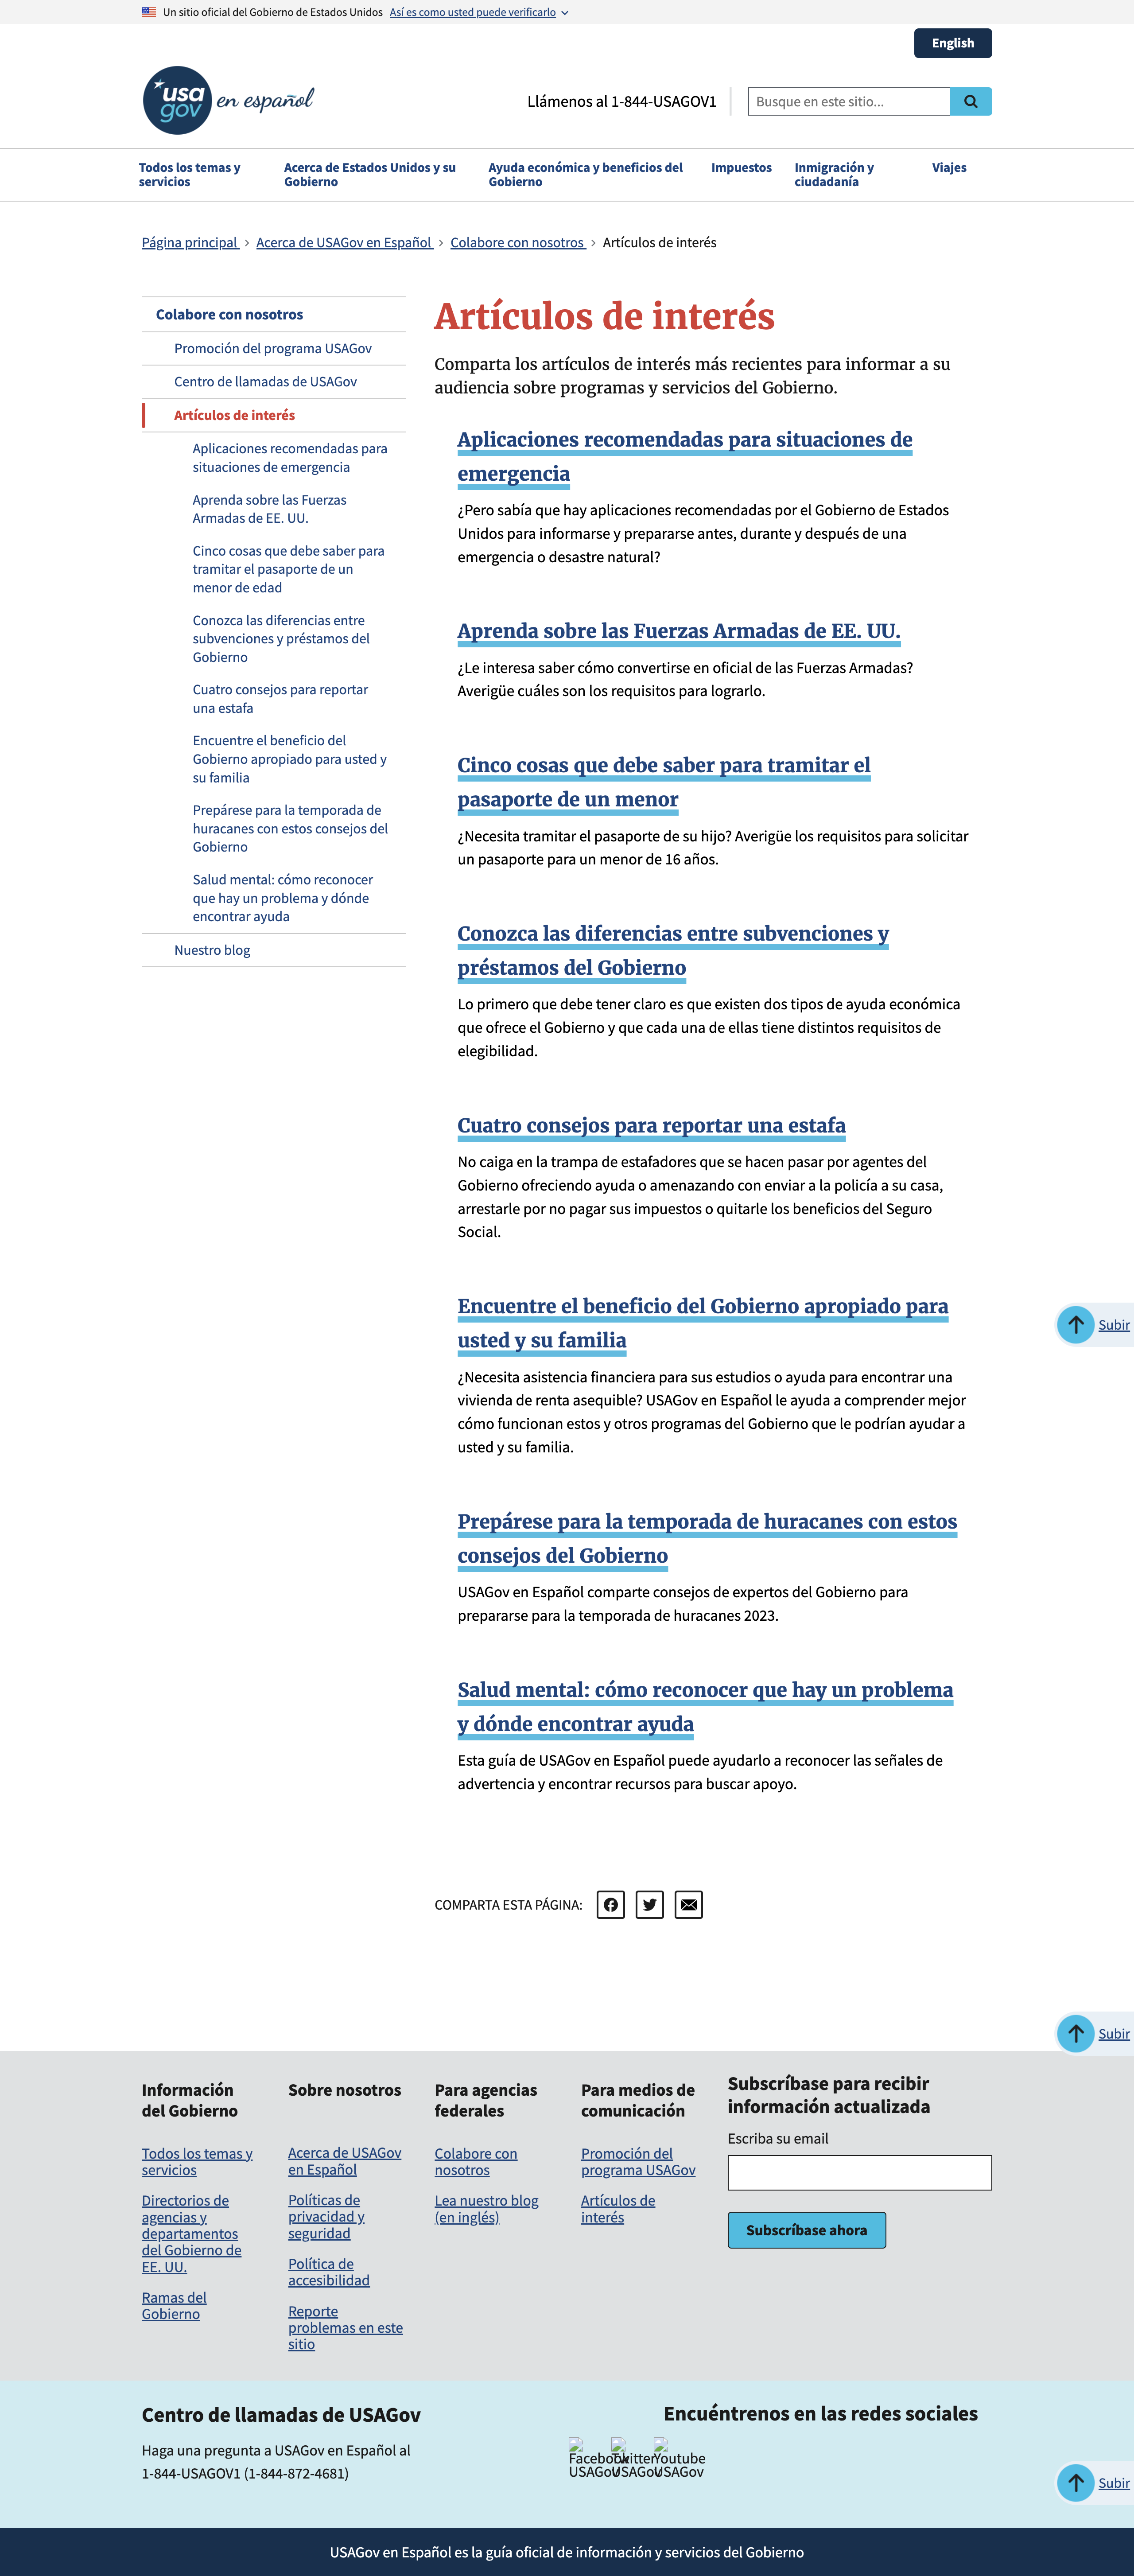 Un sitio oficial del Gobierno de Estados Unidos Así es como usted puede verificarlo
English
usa
gov
en español
Llámenos al 1-844-USAGOV1
Busque en este sitio...
Todos los temas y
servicios
Acerca de Estados Unidos y su
Gobierno
Ayuda económica y beneficios del
Gobierno
Impuestos
Inmigración y
ciudadanía
Viajes
Página principal > Acerca de USAGov en Español > Colabore con nosotros > Artículos de interés
Colabore con nosotros
Promoción del programa USAGov
Centro de llamadas de USAGov
Artículos de interés
Aplicaciones recomendadas para
situaciones de emergencia
Aprenda sobre las Fuerzas
Armadas de EE. UU.
Cinco cosas que debe saber para
tramitar el pasaporte de un
menor de edad
Conozca las diferencias entre
subvenciones y préstamos del
Gobierno
Cuatro consejos para reportar
una estafa
Encuentre el beneficio del
Gobierno apropiado para usted y
su familia
Prepárese para la temporada de
huracanes con estos consejos del
Gobierno
Salud mental: cómo reconocer
que hay un problema y dónde
encontrar ayuda
Nuestro blog
Artículos de interés
Comparta los artículos de interés más recientes para informar a su
audiencia sobre programas y servicios del Gobierno.
Aplicaciones recomendadas para situaciones de
emergencia
¿Pero sabía que hay aplicaciones recomendadas por el Gobierno de Estados
Unidos para informarse y prepararse antes, durante y después de una
emergencia o desastre natural?
Aprenda sobre las Fuerzas Armadas de EE. UU.
¿Le interesa saber cómo convertirse en oficial de las Fuerzas Armadas?
Averigüe cuáles son los requisitos para lograrlo.
Cinco cosas que debe saber para tramitar el
pasaporte de un menor
¿Necesita tramitar el pasaporte de su hijo? Averigüe los requisitos para solicitar
un pasaporte para un menor de 16 años.
Conozca las diferencias entre subvenciones y
préstamos del Gobierno
Lo primero que debe tener claro es que existen dos tipos de ayuda económica
que ofrece el Gobierno y que cada una de ellas tiene distintos requisitos de
elegibilidad.
Cuatro consejos para reportar una estafa
No caiga en la trampa de estafadores que se hacen pasar por agentes del
Gobierno ofreciendo ayuda o amenazando con enviar a la policía a su casa,
arrestarle por no pagar sus impuestos o quitarle los beneficios del Seguro
Social.
Encuentre el beneficio del Gobierno apropiado para
usted y su familia
¿Necesita asistencia financiera para sus estudios o ayuda para encontrar una
vivienda de renta asequible? USAGov en Español le ayuda a comprender mejor
cómo funcionan estos y otros programas del Gobierno que le podrían ayudar a
usted y su familia.
Subir
Prepárese para la temporada de huracanes con estos
consejos del Gobierno
USAGov en Español comparte consejos de expertos del Gobierno para
prepararse para la temporada de huracanes 2023.
Salud mental: cómo reconocer que hay un problema
y dónde encontrar ayuda
Esta guía de USAGov en Español puede ayudarlo a reconocer las señales de
advertencia y encontrar recursos para buscar apoyo.
COMPARTA ESTA PÁGINA:
Subir
Información
del Gobierno
Todos los temas y
servicios
Directorios de
agencias y
departamentos
del Gobierno de
EE. UU.
Ramas del
Gobierno
Sobre nosotros
Acerca de USAGov
en Español
Políticas de
privacidad y
seguridad
Política de
accesibilidad
Reporte
problemas en este
sitio
Para agencias
federales
Colabore con
nosotros
Lea nuestro blog
(en inglés)
Para medios de
comunicación
Promoción del
programa USAGov
Artículos de
interés
Subscríbase para recibir
información actualizada
Escriba su email
Subscríbase ahora
Centro de llamadas de USAGov
Haga una pregunta a USAGov en Español al
1-844-USAGOV1 (1-844-872-4681)
Encuéntrenos en las redes sociales
Facebook
USAGov
Twitter
USAGov
Youtube
USAGov
Subir
USAGov en Español es la guía oficial de información y servicios del Gobierno